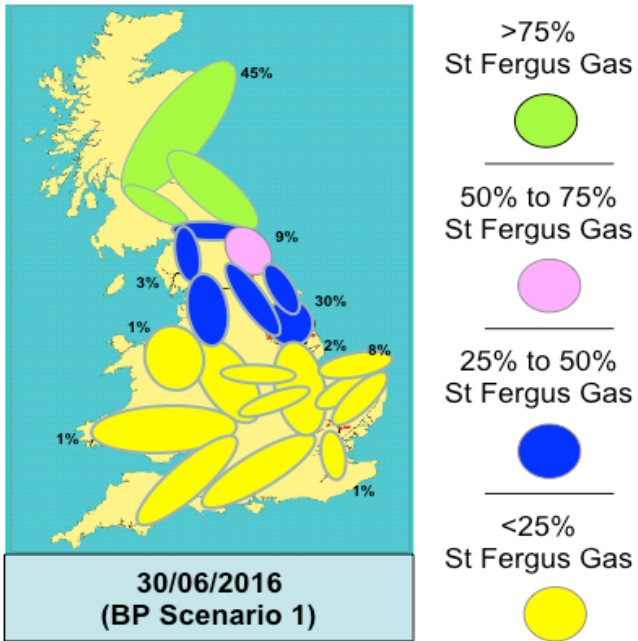 45%
9%
3%
30%
1%
2%
8%
1%
1%
30/06/2016
(BP Scenario 1)
>75%
St Fergus Gas
50% to 75%
St Fergus Gas
25% to 50%
St Fergus Gas
<25%
St Fergus Gas